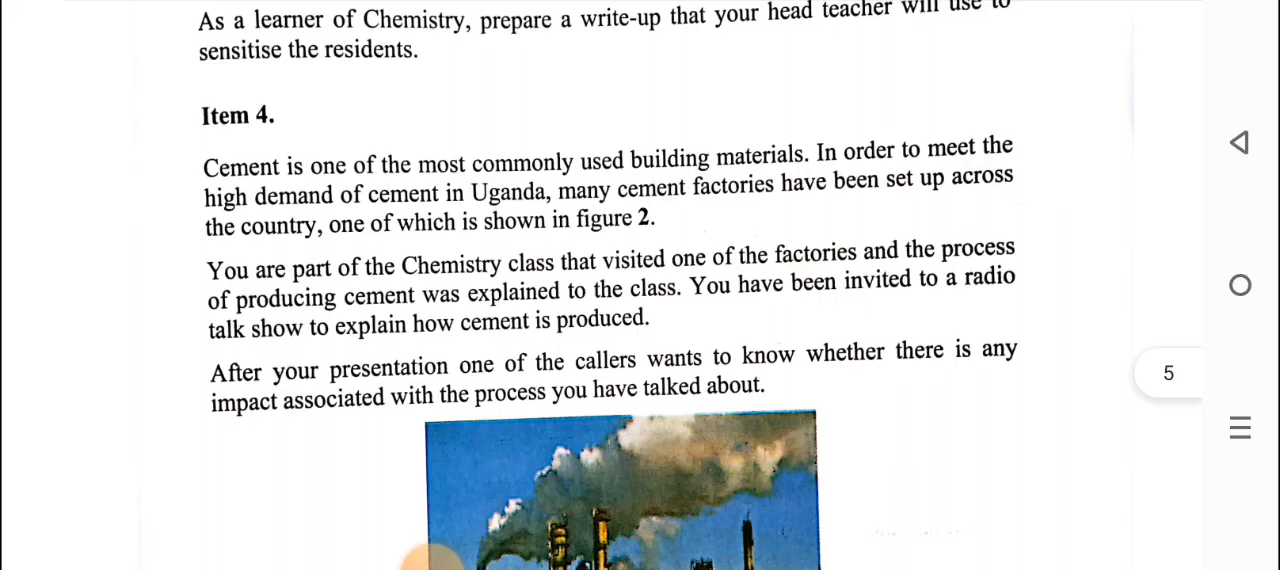 As a learner of Chemistry, prepare a write-up that your head teacher will use to
sensitise the residents.
Item 4.
Cement is one of the most commonly used building materials. In order to meet the
high demand of cement in Uganda, many cement factories have been set up across
the country, one of which is shown in figure 2.
You are part of the Chemistry class that visited one of the factories and the process
of producing cement was explained to the class. You have been invited to a radio
talk show to explain how cement is produced.
After your presentation one of the callers wants to know whether there is any
impact associated with the process you have talked about.
5